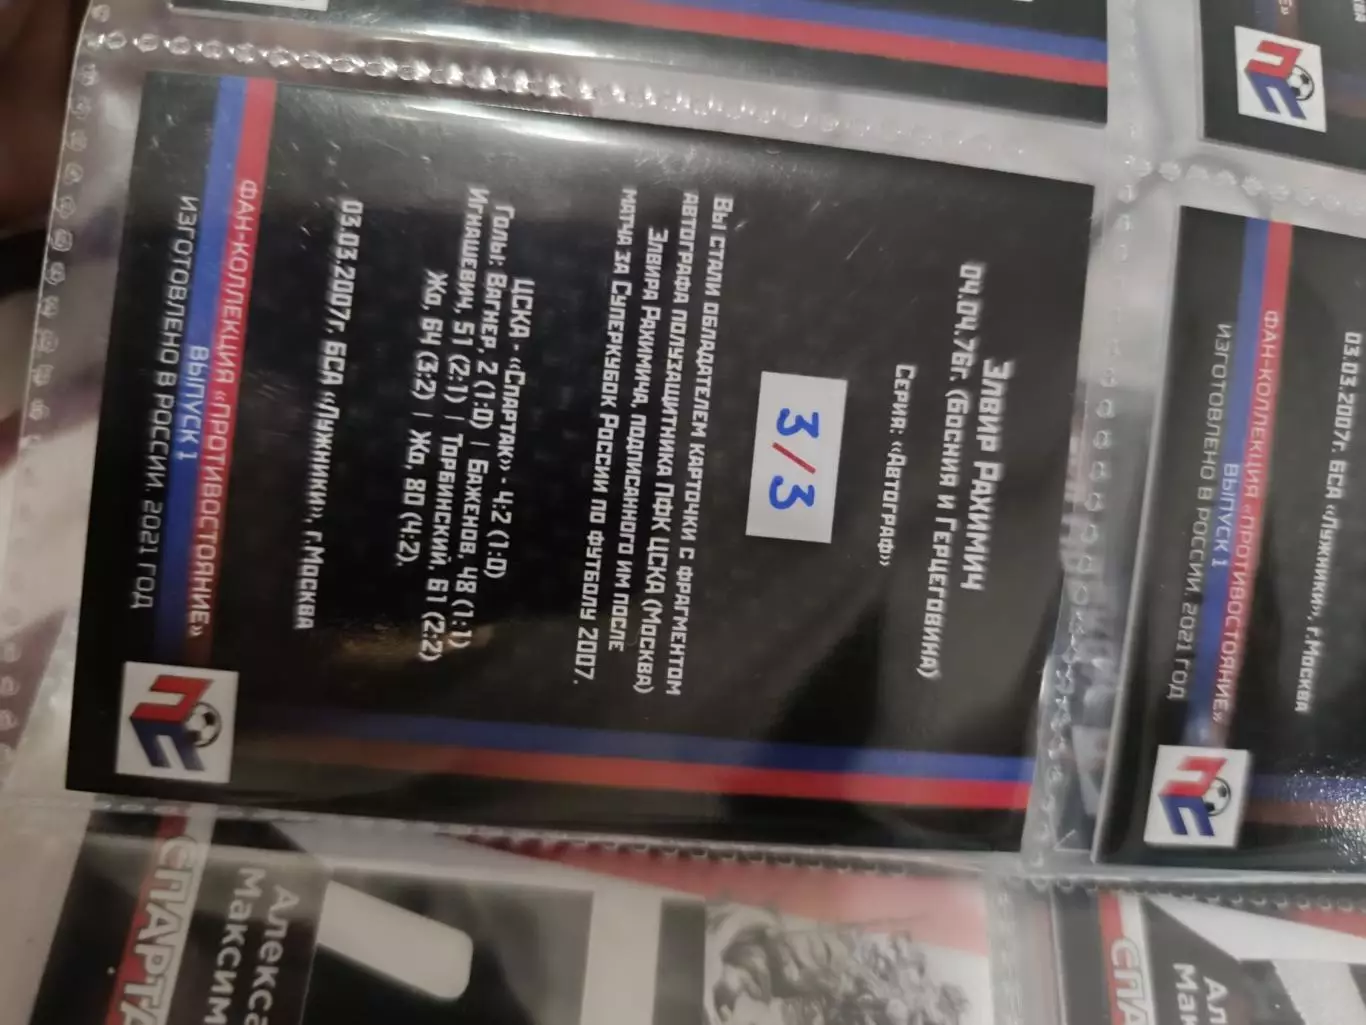 Элвир Рахимич
04.04.76г. (Босния и Герцеговина)
Серия: «Автограф»
3/3
Вы стали обладателем карточки с фрагментом
автографа полузащитника ПФК ЦСКА (Москва)
Элвира Рахимича, подписанного им после
матча за Суперкубок России по футболу 2007.
ЦСКА - «Спартак» - 4:2 (1:0)
Голы: Вагнер, 2 (1:0) | Баженов, 48 (1:1)
Игнашевич, 51 (2:1) | Торбинский, 61 (2:2)
Жо, 64 (3:2) | Жо, 80 (4:2).
03.03.2007г. БСА «Лужники», г.Москва
ФАН-КОЛЛЕКЦИЯ «ПРОТИВОСТОЯНИЕ»
ВЫПУСК 1
ИЗГОТОВЛЕНО В РОССИИ. 2021 ГОД
ПС
03.03.2007г. БСА «Лужники», г.Москва
ФАН-КОЛЛЕКЦИЯ «ПРОТИВОСТОЯНИЕ»
ВЫПУСК 1
ИЗГОТОВЛЕНО В РОССИИ. 2021 ГОД
ПС
ПС